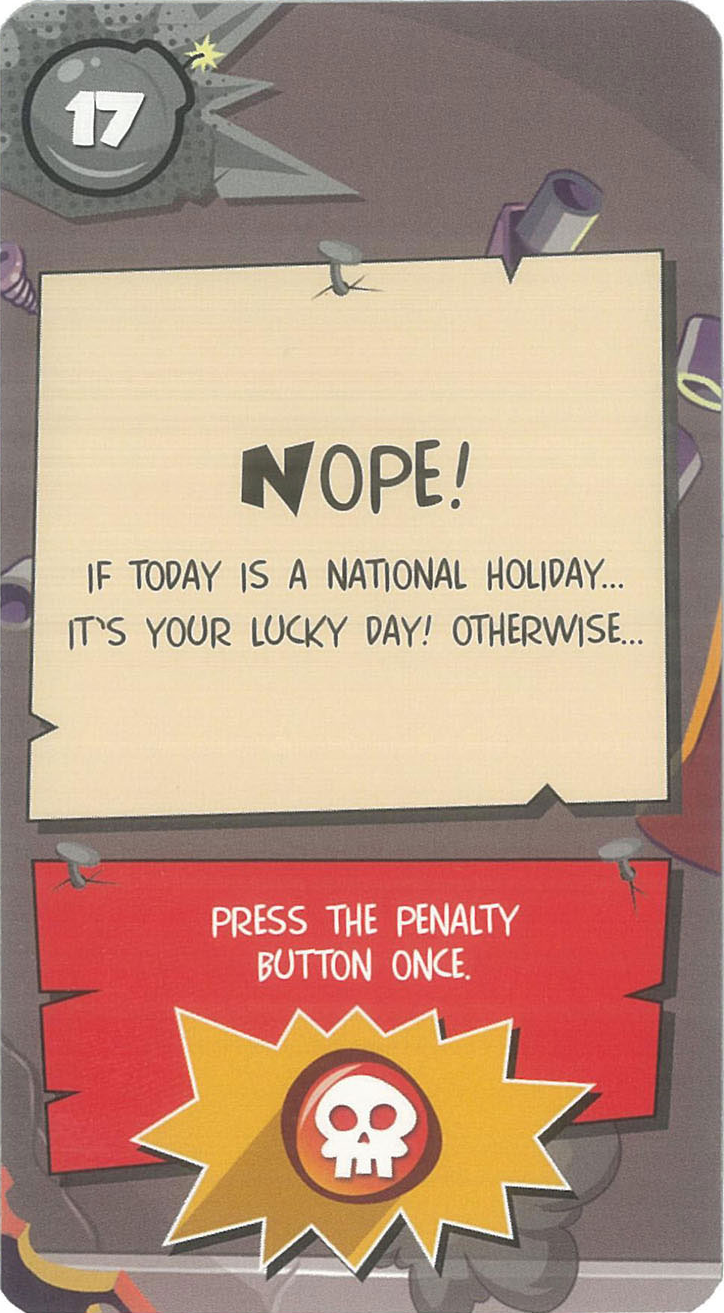 17
NOPE!
IF TODAY IS A NATIONAL HOLIDAY...
IT'S YOUR LUCKY DAY! OTHERWISE...
PRESS THE PENALTY
BUTTON ONCE.